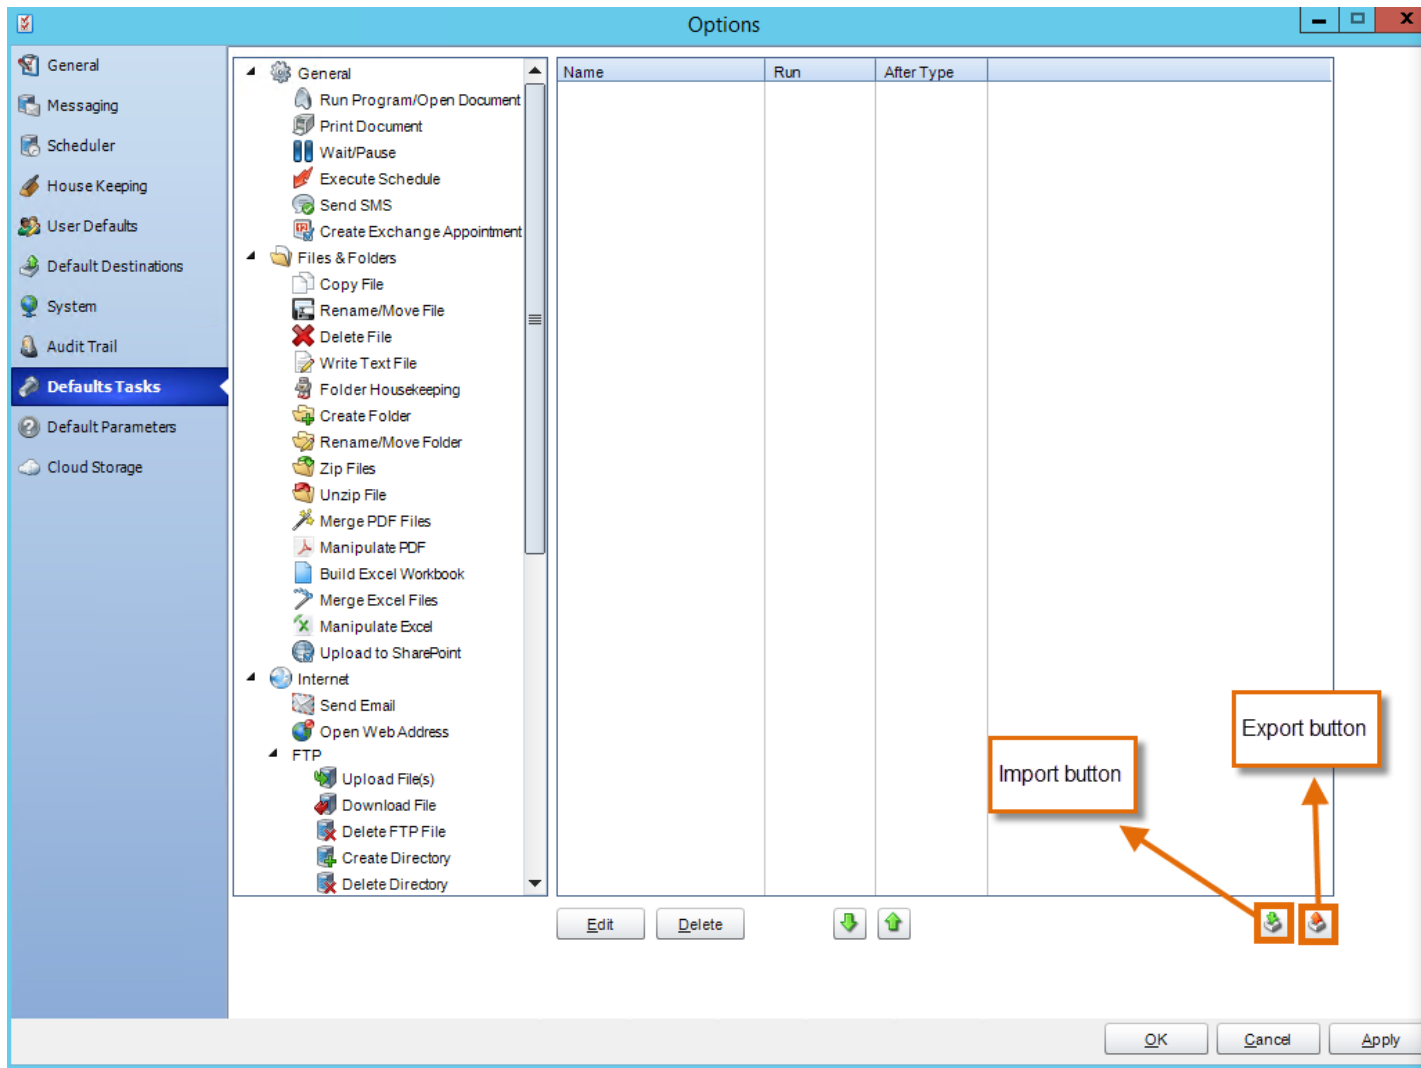 Options
General
Messaging
Scheduler
House Keeping
User Defaults
Default Destinations
System
Audit Trail
Defaults Tasks
Default Parameters
Cloud Storage
General
Run Program/Open Document
Print Document
Wait/Pause
Execute Schedule
Send SMS
Create Exchange Appointment
Files & Folders
Copy File
Rename/Move File
Delete File
Write Text File
Folder Housekeeping
Create Folder
Rename/Move Folder
Zip Files
Unzip File
Merge PDF Files
Manipulate PDF
Build Excel Workbook
Merge Excel Files
Manipulate Excel
Upload to SharePoint
Internet
Send Email
Open Web Address
FTP
Upload File(s)
Download File
Delete FTP File
Create Directory
Delete Directory
Name Run After Type
Export button
Import button
Edit Delete
OK Cancel Apply